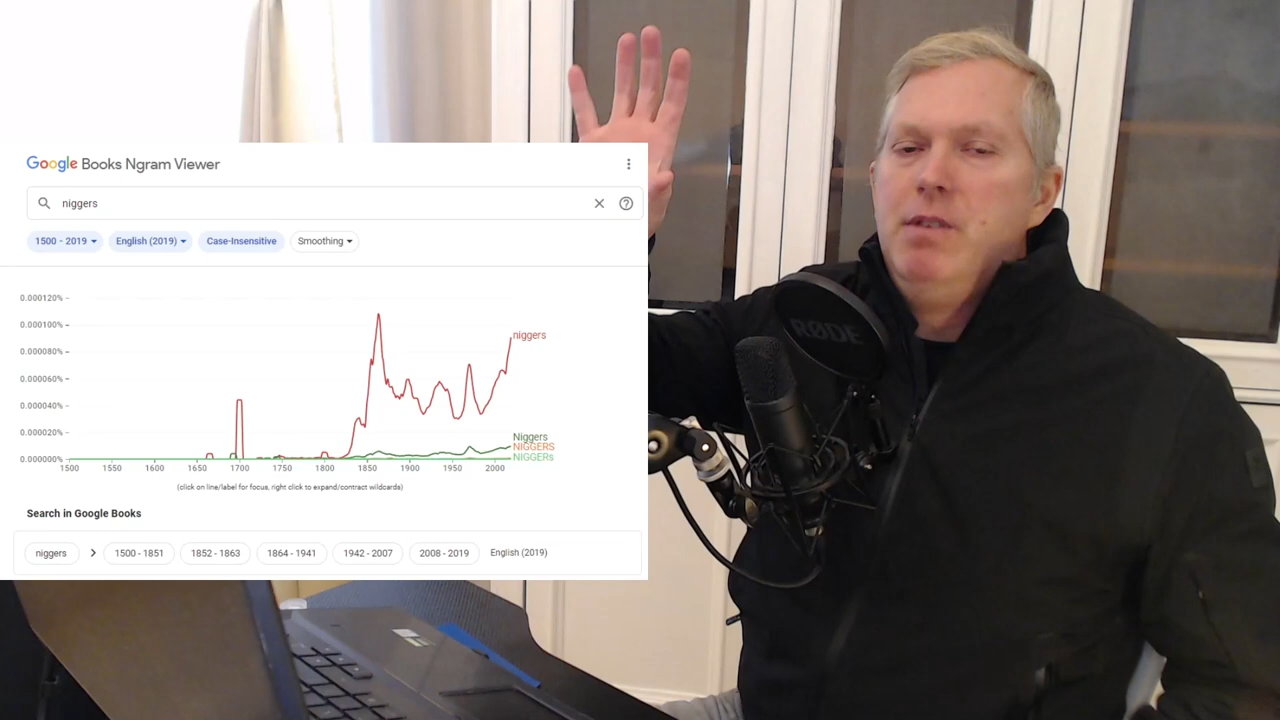 Google Books Ngram Viewer
niggers
1500 - 2019 English (2019) Case-Insensitive Smoothing
0.000120%
0.000100%
niggers
0.000080%
0.000060%
0.000040%
0.000020%
Niggers
NIGGERS
NIGGERs
0.000000%
1500 1550 1600 1650 1700 1750 1800 1850 1900 1950 2000
(click on line/label for focus, right click to expand/contract wildcards)
Search in Google Books
niggers 1500 - 1851 1852 - 1863 1864 - 1941 1942 - 2007 2008 - 2019 English (2019)
RØDE